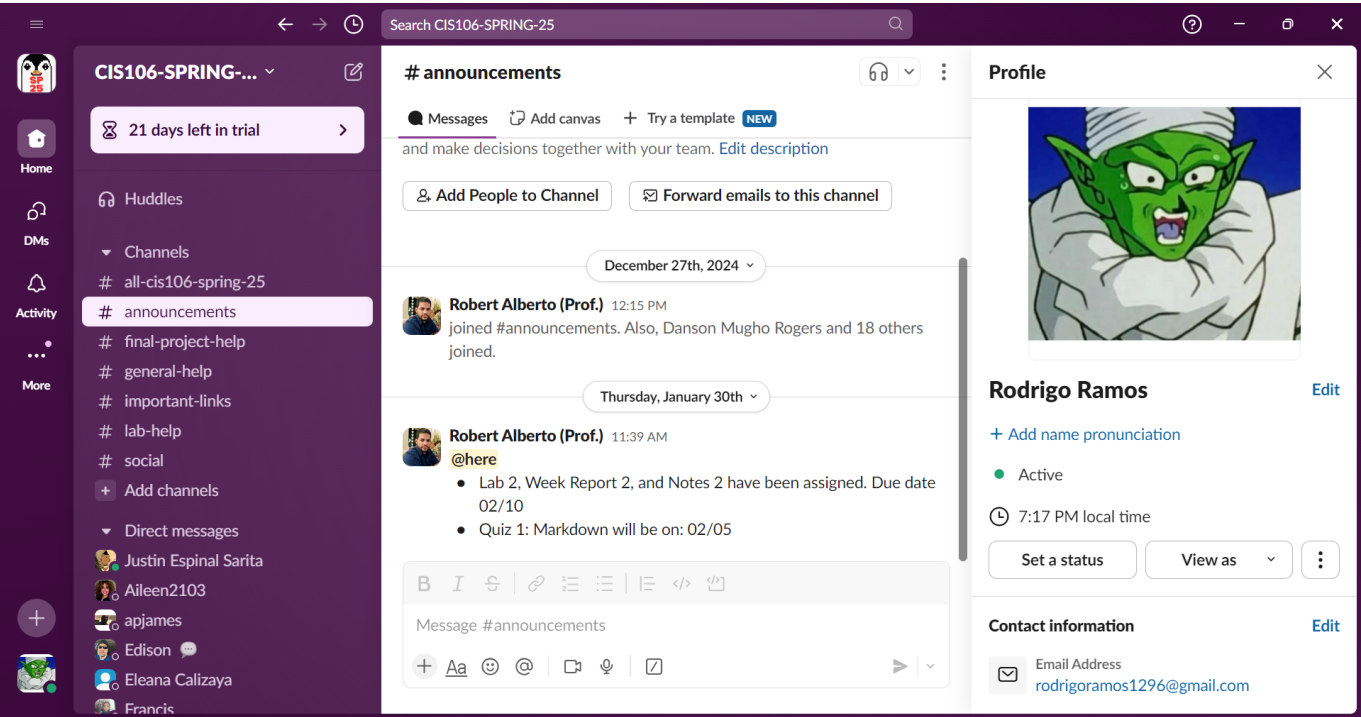 Search CIS106-SPRING-25
SP
25
Home
DMs
Activity
More
CIS106-SPRING-...
21 days left in trial
Huddles
Channels
# all-cis106-spring-25
# announcements
# final-project-help
# general-help
# important-links
# lab-help
# social
+ Add channels
Direct messages
Justin Espinal Sarita
Aileen2103
apjames
Edison
Eleana Calizaya
Francis
# announcements
Messages
Add canvas
+ Try a template NEW
and make decisions together with your team. Edit description
Add People to Channel
Forward emails to this channel
December 27th, 2024
Robert Alberto (Prof.) 12:15 PM
joined #announcements. Also, Danson Mugho Rogers and 18 others
joined.
Thursday, January 30th
Robert Alberto (Prof.) 11:39 AM
@here
• Lab 2, Week Report 2, and Notes 2 have been assigned. Due date
02/10
• Quiz 1: Markdown will be on: 02/05
Message #announcements
Aa
Profile
Rodrigo Ramos
Edit
+ Add name pronunciation
Active
7:17 PM local time
Set a status
View as
Contact information
Edit
Email Address
rodrigoramos1296@gmail.com